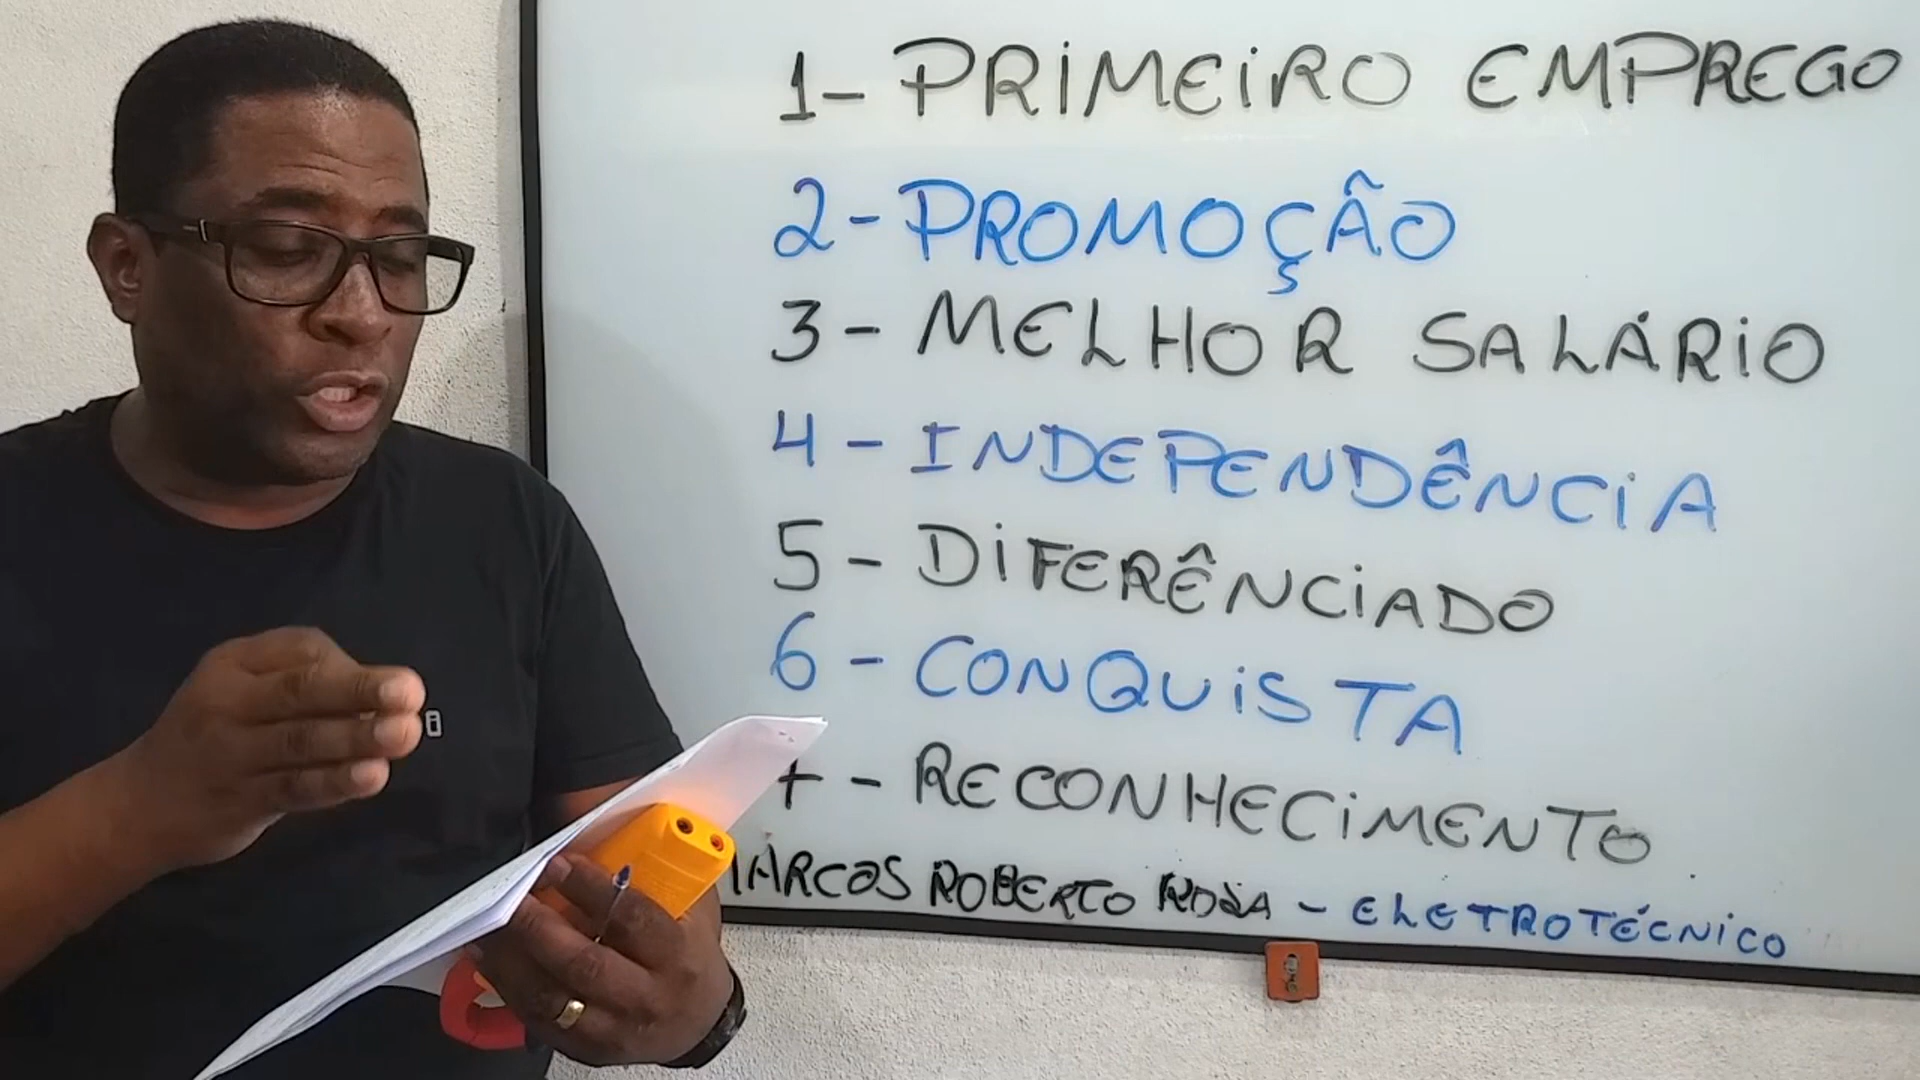 1- PRIMEIRO EMPREGO
2- PROMOÇÃO
3- MELHOR SALÁRIO
4- INDEPENDÊNCIA
5- DIFERÊNCIADO
6- CONQUISTA
7- RECONHECIMENTO
MARCOS ROBERTO ROSA - ELETROTÉCNICO